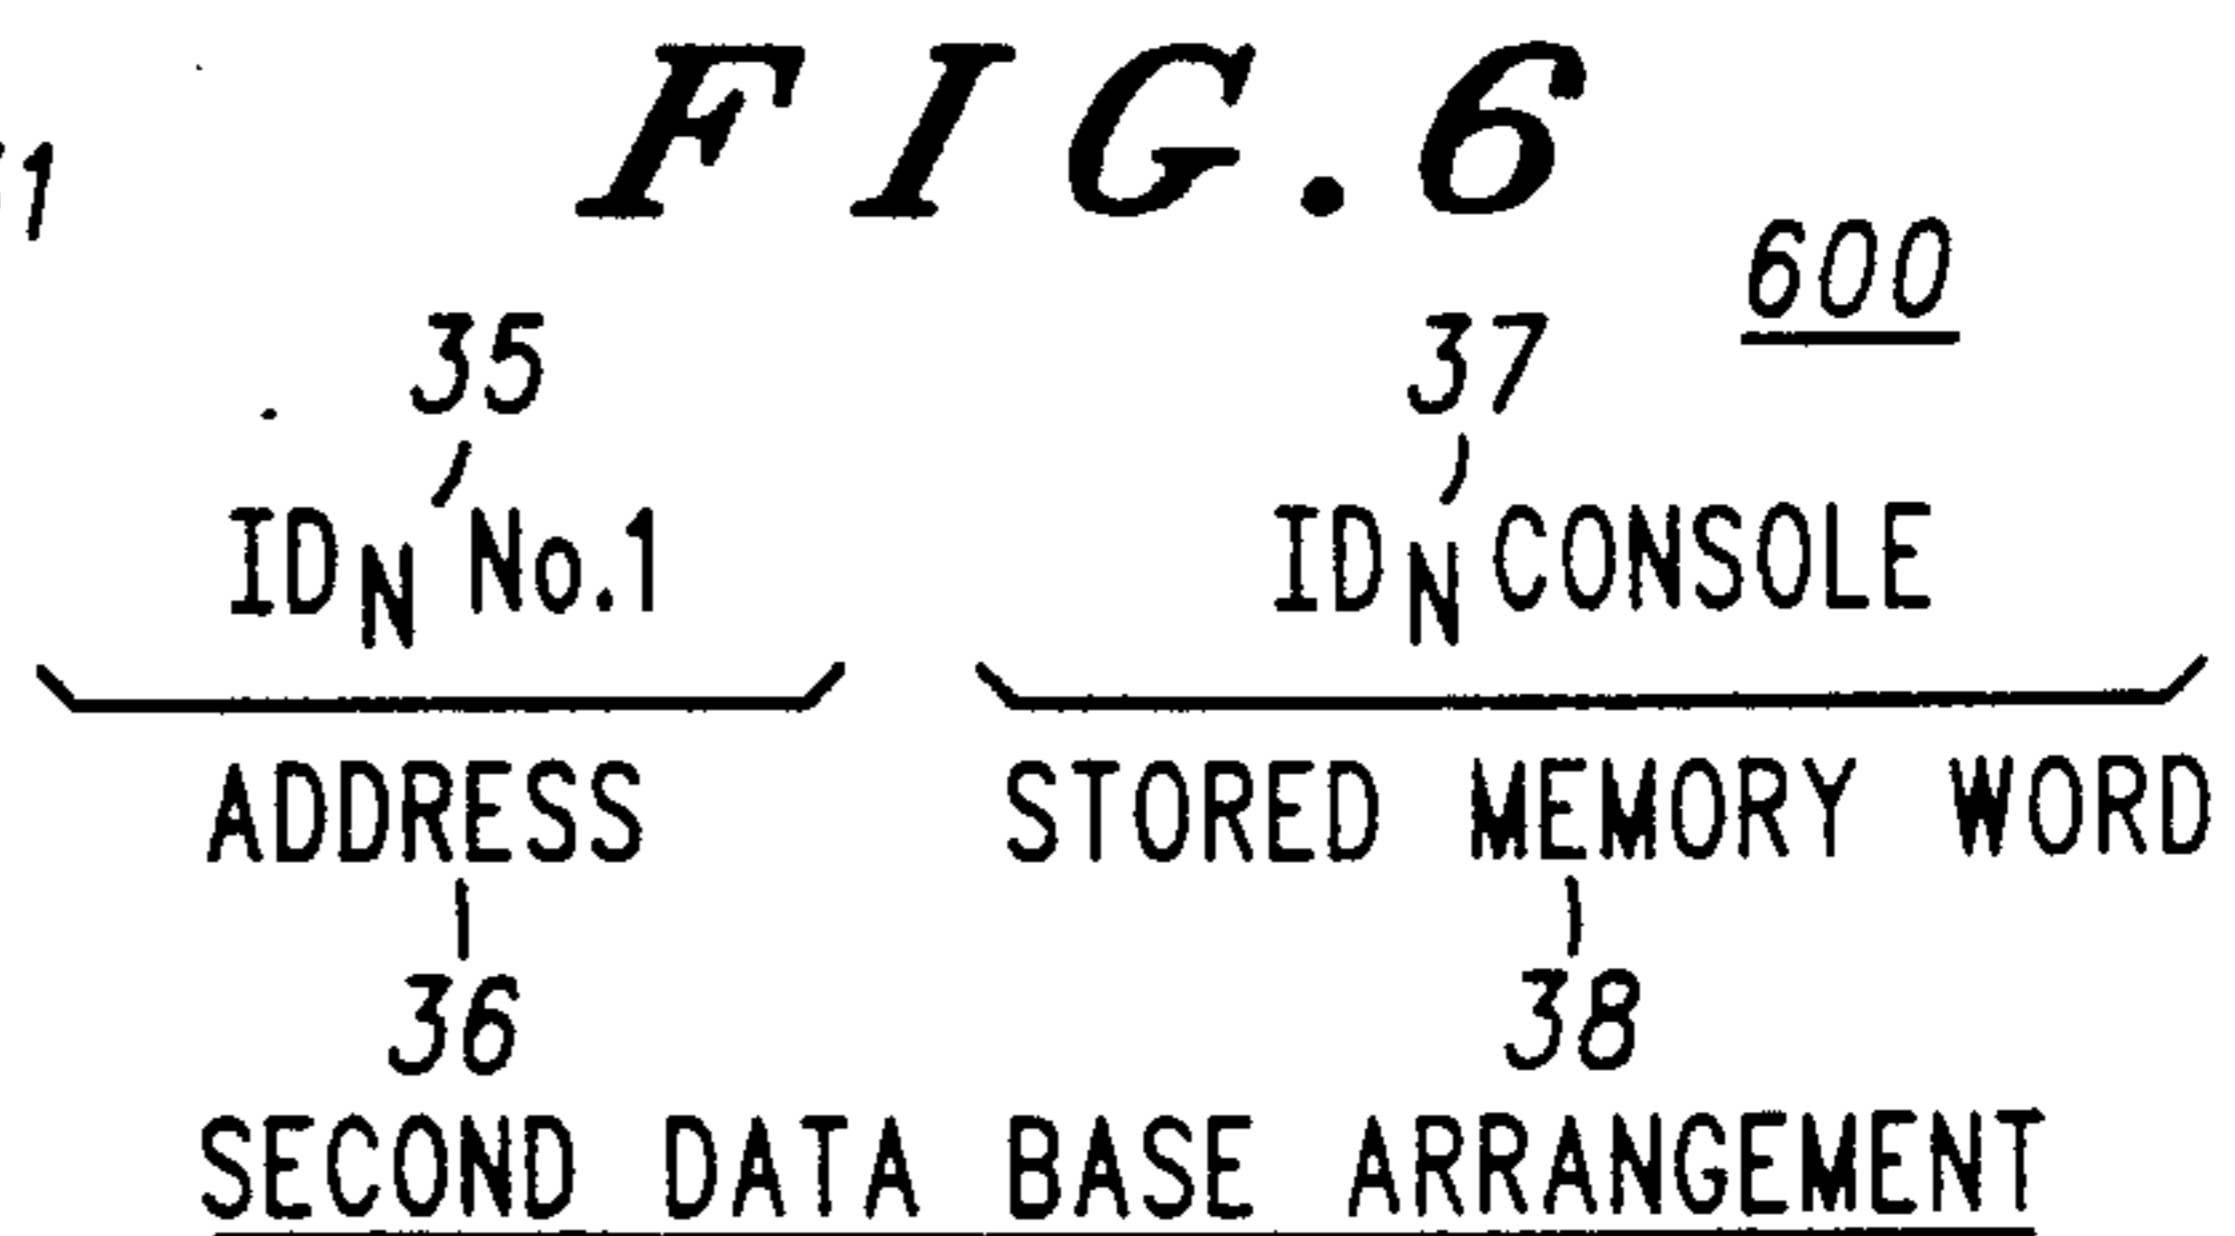 FIG.6
600
35 37
ID_N No.1 ID_N CONSOLE
ADDRESS STORED MEMORY WORD
36 38
SECOND DATA BASE ARRANGEMENT